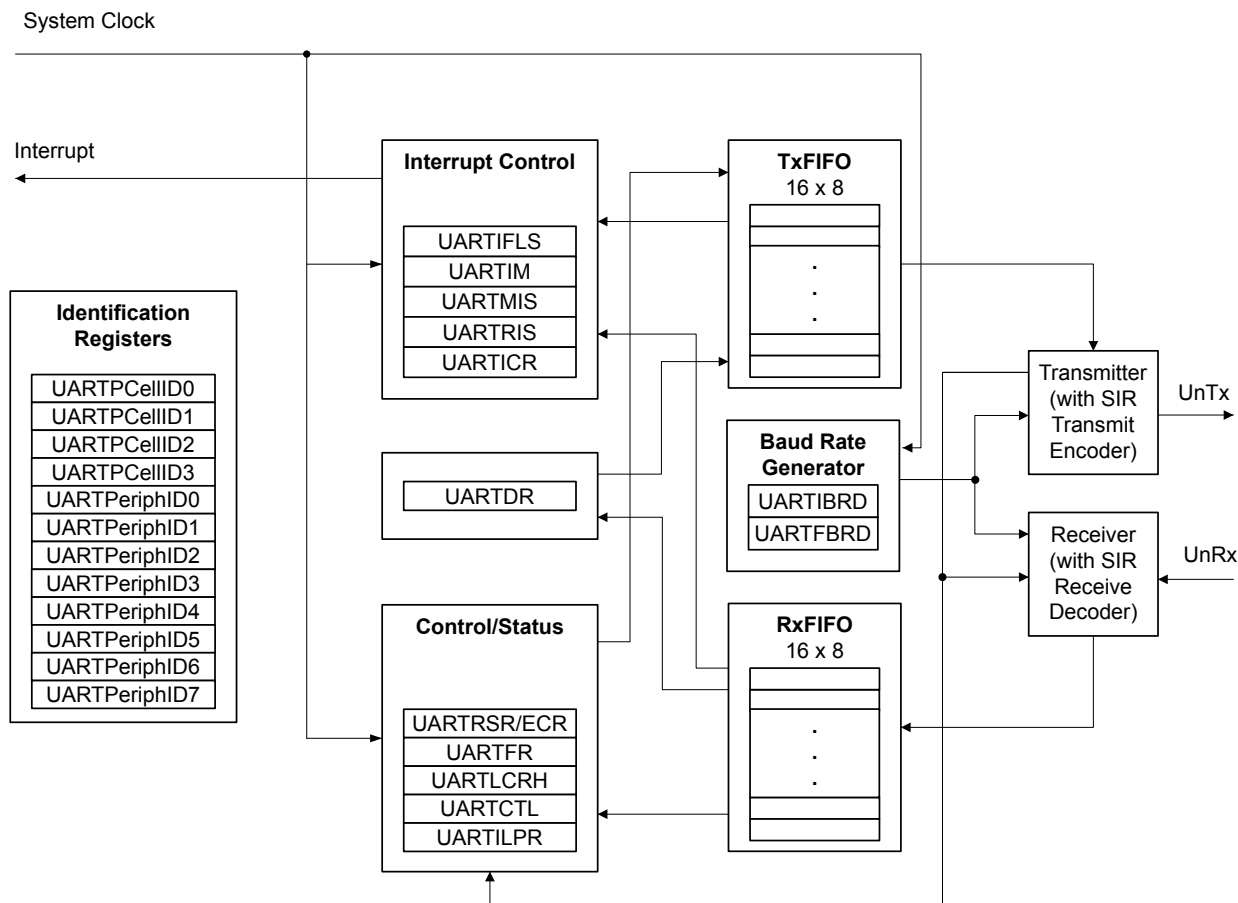 System Clock
Interrupt
Identification
Registers
UARTPCellID0
UARTPCellID1
UARTPCellID2
UARTPCellID3
UARTPeriphID0
UARTPeriphID1
UARTPeriphID2
UARTPeriphID3
UARTPeriphID4
UARTPeriphID5
UARTPeriphID6
UARTPeriphID7
Interrupt Control
UARTIFLS
UARTIM
UARTMIS
UARTRIS
UARTICR
UARTDR
Control/Status
UARTRSR/ECR
UARTFR
UARTLCRH
UARTCTL
UARTILPR
TxFIFO
16 x 8
.
.
.
Baud Rate
Generator
UARTIBRD
UARTFBRD
RxFIFO
16 x 8
.
.
.
Transmitter
(with SIR
Transmit
Encoder)
UnTx
Receiver
(with SIR
Receive
Decoder)
UnRx